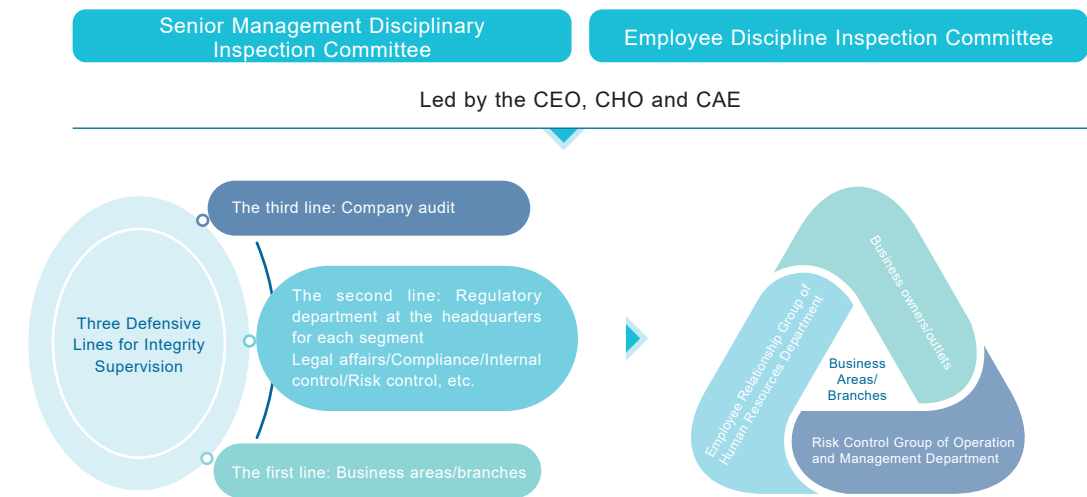 Senior Management Disciplinary
Inspection Committee
Employee Discipline Inspection Committee
Led by the CEO, CHO and CAE
The third line: Company audit
The second line: Regulatory
department at the headquarters
for each segment
Legal affairs/Compliance/Internal
control/Risk control, etc.
Three Defensive
Lines for Integrity
Supervision
The first line: Business areas/branches
Business owners/outlets
Employee Relationship Group of
Human Resources Department
Business
Areas/
Branches
Risk Control Group of Operation
and Management Department